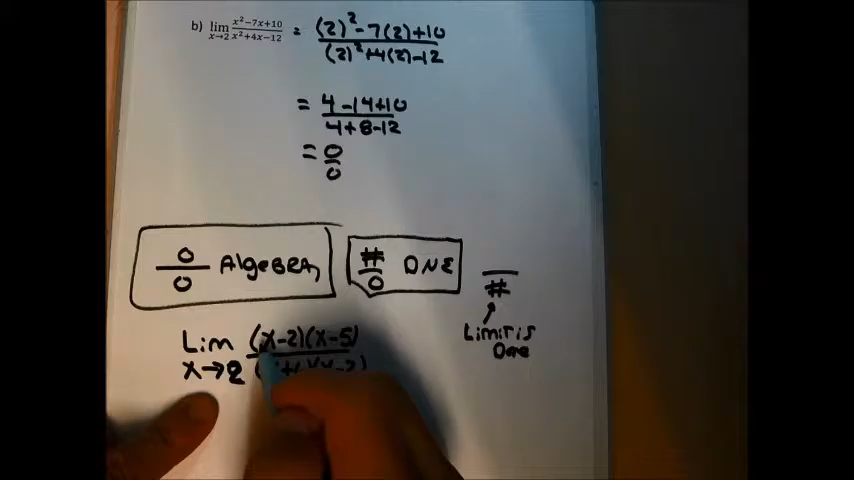 b) lim x→2 x²-7x+10 / x²+4x-12 = (2)²-7(2)+10 / (2)²+4(2)-12
= 4-14+10 / 4+8-12
= 0/0
0/0 Algebra, #/0 DNE —/#
Limit is
Done
Lim x→2 (x-2)(x-5) /